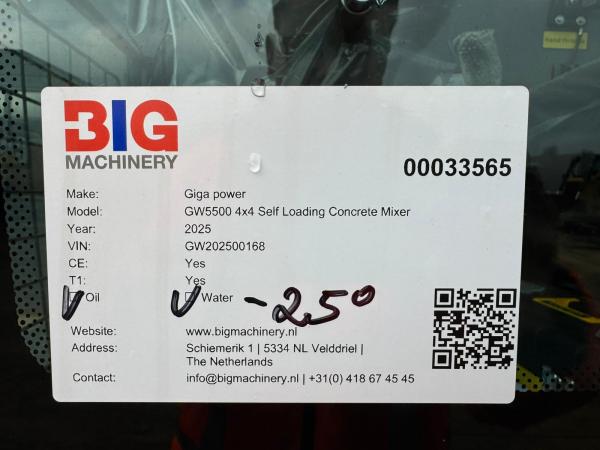 BIG
MACHINERY
00033565
Make: Giga power
Model: GW5500 4x4 Self Loading Concrete Mixer
Year: 2025
VIN: GW202500168
CE: Yes
T1: Yes
V Oil V Water -25°
Website: www.bigmachinery.nl
Address: Schiemerik 1 | 5334 NL Velddriel |
The Netherlands
Contact: info@bigmachinery.nl | +31(0) 418 67 45 45